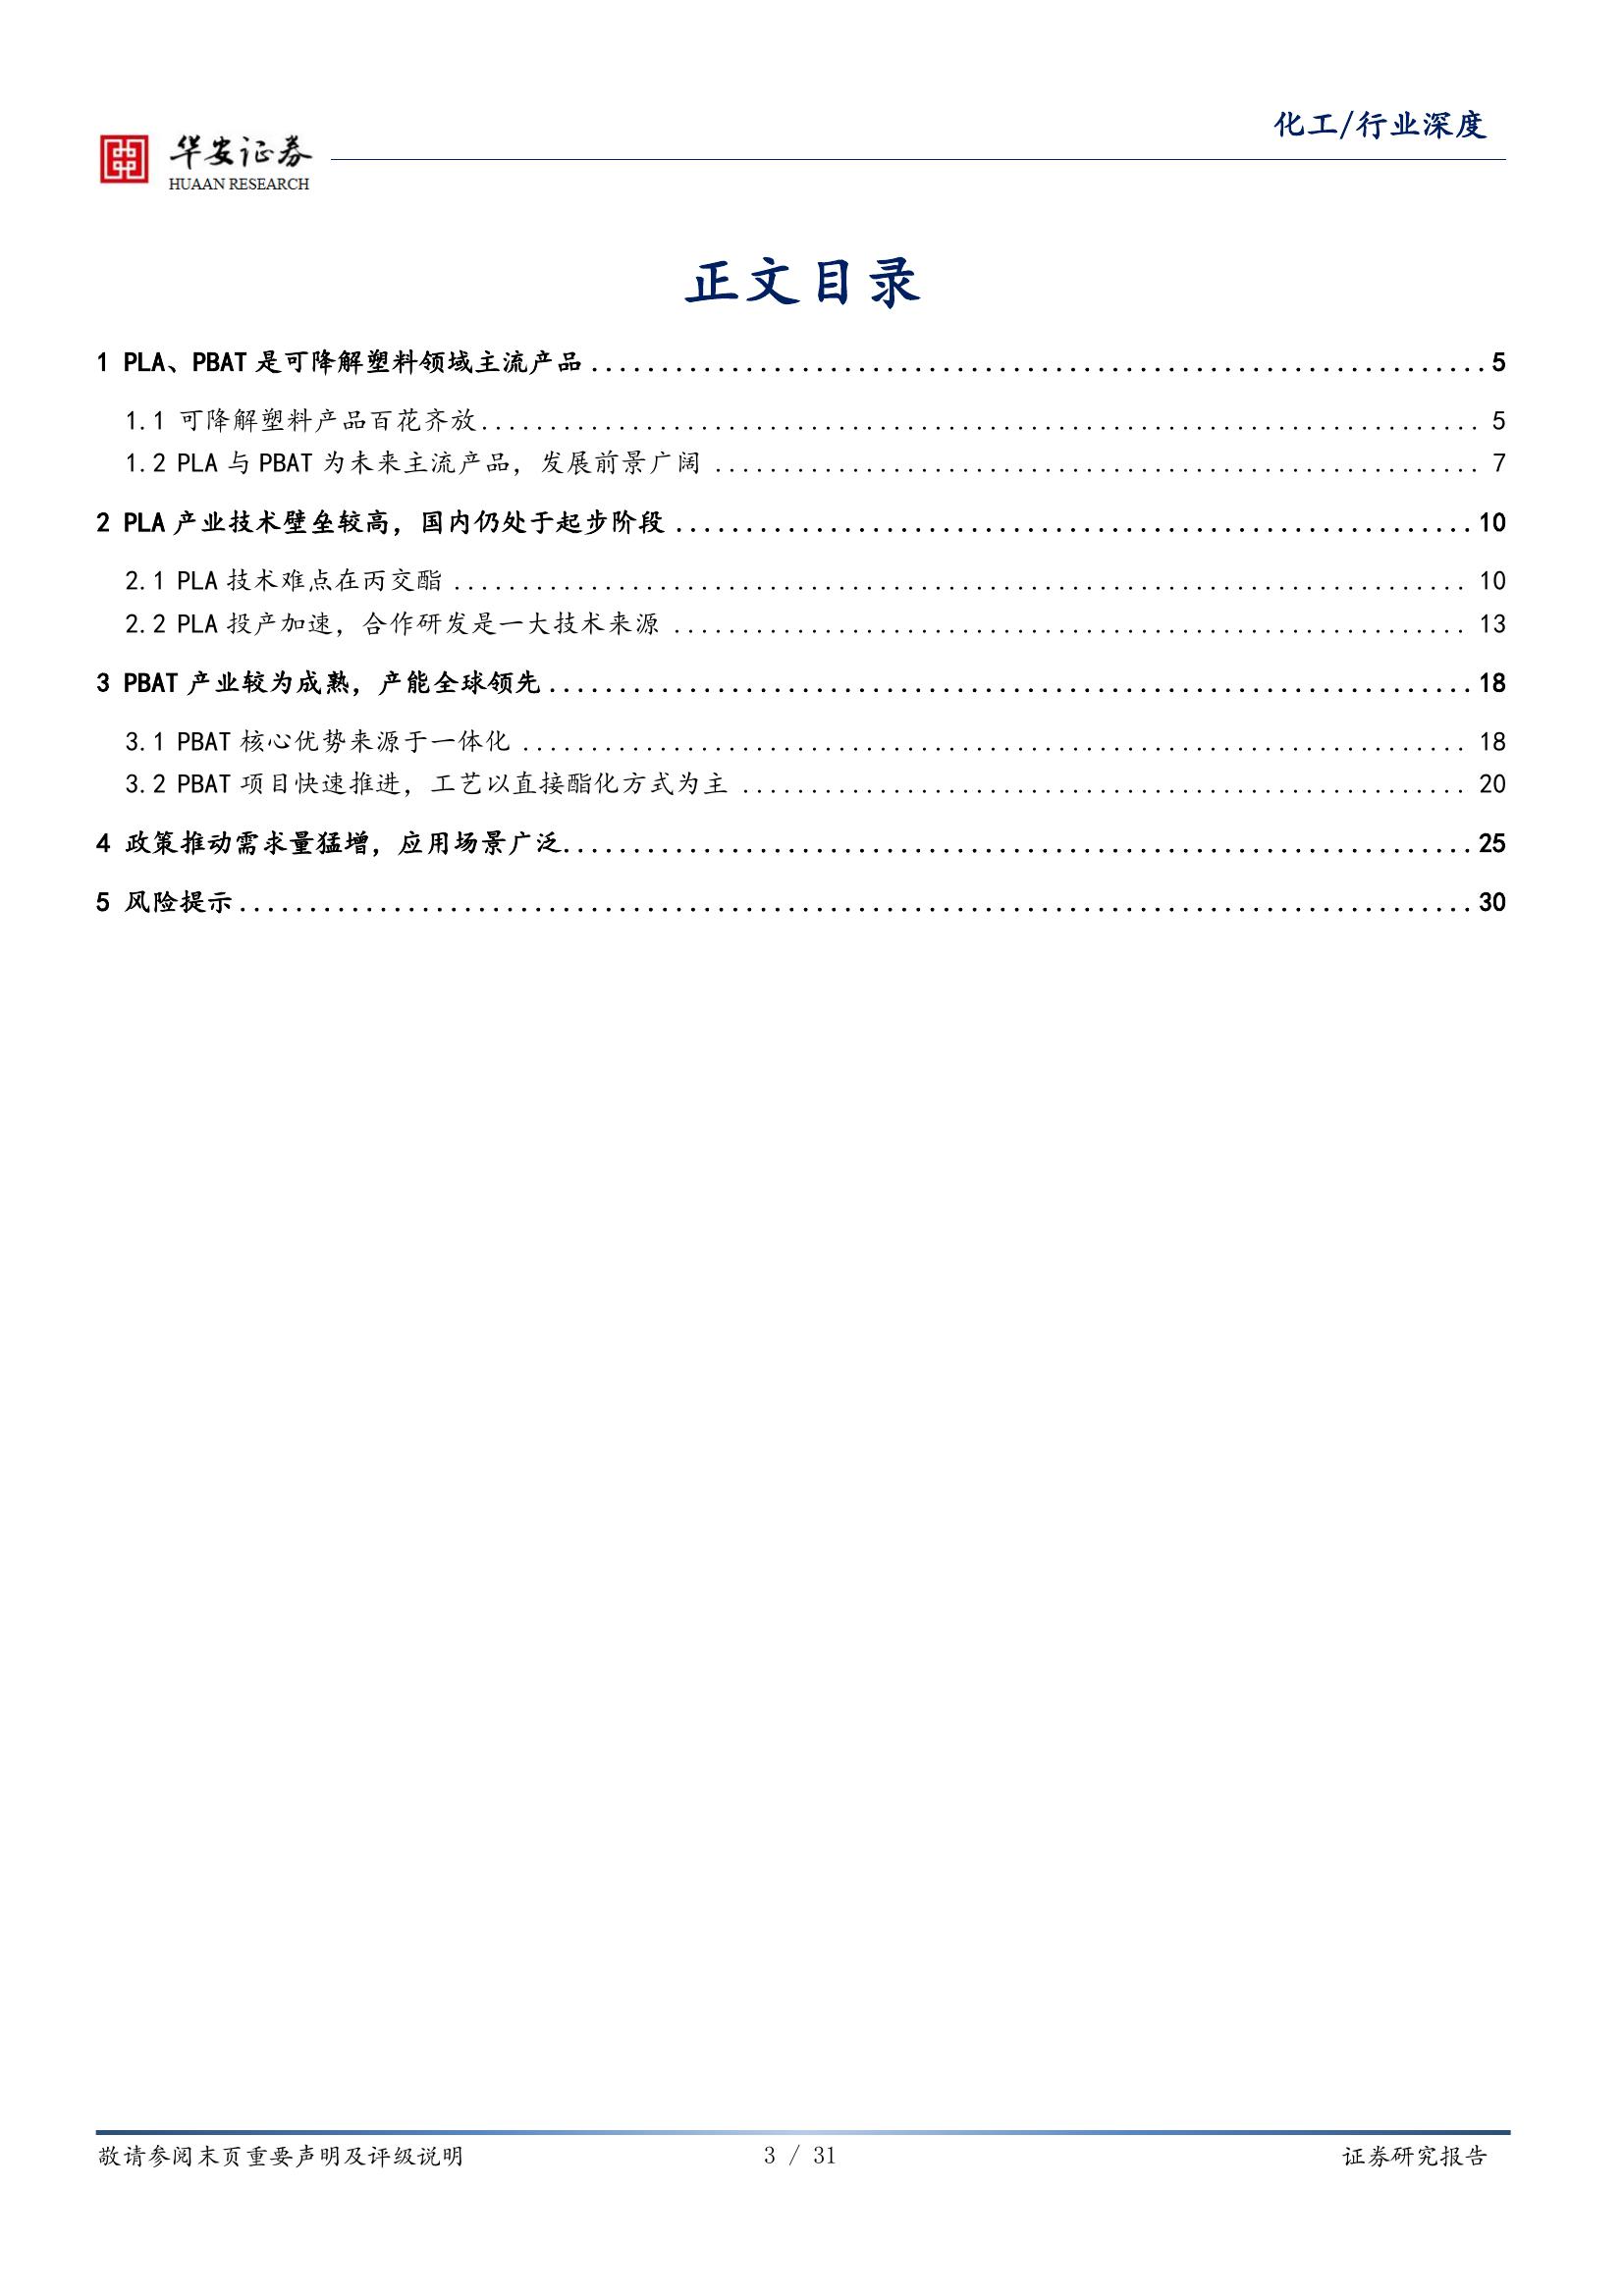 化工/行业深度
华安证券
HUAAN RESEARCH
正文目录
1 PLA、PBAT 是可降解塑料领域主流产品 ........................................ 5
1.1 可降解塑料产品百花齐放 ........................................ 5
1.2 PLA 与 PBAT 为未来主流产品，发展前景广阔 ........................................ 7
2 PLA 产业技术壁垒较高，国内仍处于起步阶段 ........................................ 10
2.1 PLA 技术难点在丙交酯 ........................................ 10
2.2 PLA 投产加速，合作研发是一大技术来源 ........................................ 13
3 PBAT 产业较为成熟，产能全球领先 ........................................ 18
3.1 PBAT 核心优势来源于一体化 ........................................ 18
3.2 PBAT 项目快速推进，工艺以直接酯化方式为主 ........................................ 20
4 政策推动需求量猛增，应用场景广泛 ........................................ 25
5 风险提示 ........................................ 30
敬请参阅末页重要声明及评级说明
3 / 31
证券研究报告